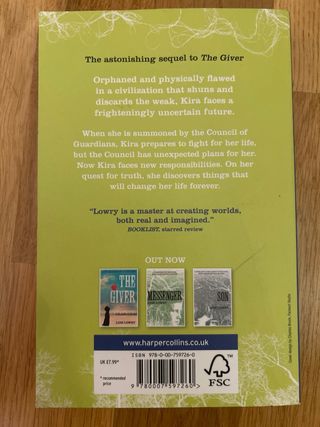 The astonishing sequel to The Giver
Orphaned and physically flawed
in a civilization that shuns and
discards the weak, Kira faces a
frighteningly uncertain future.
When she is summoned by the Council of
Guardians, Kira prepares to fight for her life,
but the Council has unexpected plans for her.
Now Kira faces new responsibilities. On her
quest for truth, she discovers things that
will change her life forever.
“Lowry is a master at creating worlds,
both real and imagined.”
BOOKLIST, starred review
OUT NOW
THE
GIVER
LOIS LOWRY
MESSENGER
LOIS LOWRY
SON
www.harpercollins.co.uk
UK £7.99*
* recommended
price
ISBN 978-0-00-759726-0
9 780007 597260 >
FSC